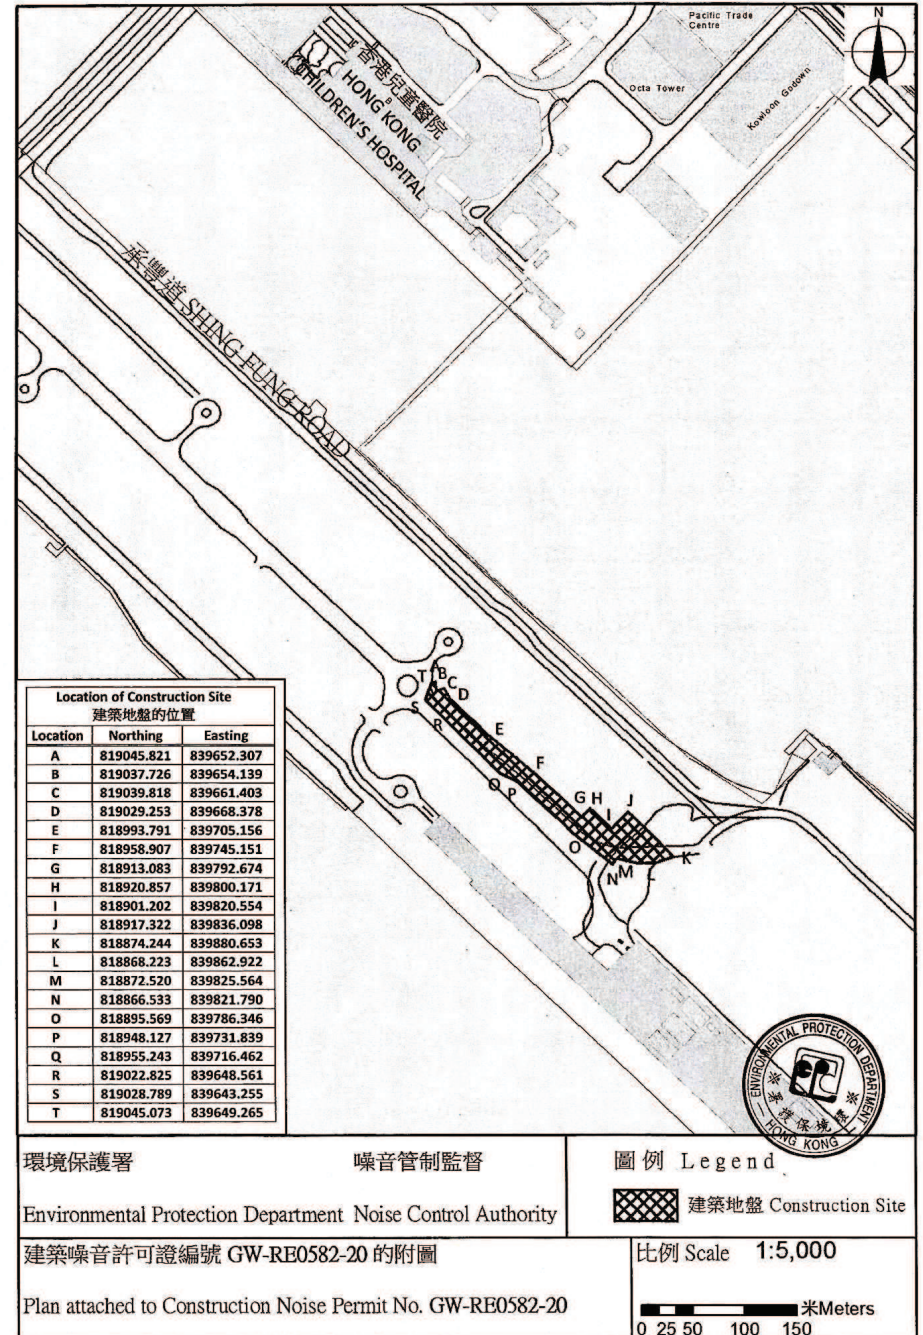 Pacific Trade
Centre
N
Octa Tower
Kowloon Godown
香港兒童醫院
HONG KONG
CHILDREN'S HOSPITAL
B
承豐道 SHING FUNG ROAD
A
T
B
C
D
S
R
E
F
Q
P
G
H
I
J
O
K
N
M
Location of Construction Site
建築地盤的位置
Location Northing Easting
A 819045.821 839652.307
B 819037.726 839654.139
C 819039.818 839661.403
D 819029.253 839668.378
E 818993.791 839705.156
F 818958.907 839745.151
G 818913.083 839792.674
H 818920.857 839800.171
I 818901.202 839820.554
J 818917.322 839836.098
K 818874.244 839880.653
L 818868.223 839862.922
M 818872.520 839825.564
N 818866.533 839821.790
O 818895.569 839786.346
P 818948.127 839731.839
Q 818955.243 839716.462
R 819022.825 839648.561
S 819028.789 839643.255
T 819045.073 839649.265
ENVIRONMENTAL PROTECTION DEPARTMENT
署護保境環
HONG KONG
環境保護署 噪音管制監督
Environmental Protection Department Noise Control Authority
圖例 Legend
建築地盤 Construction Site
建築噪音許可證編號 GW-RE0582-20 的附圖
Plan attached to Construction Noise Permit No. GW-RE0582-20
比例 Scale 1:5,000
米Meters
0 25 50 100 150